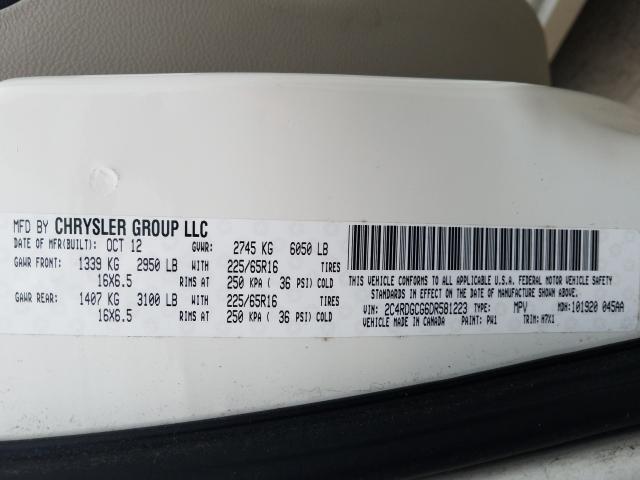 MFD BY CHRYSLER GROUP LLC
DATE OF MFR(BUILT): OCT 12 GVWR: 2745 KG 6050 LB
GAWR FRONT: 1339 KG 2950 LB WITH 225/65R16 TIRES
16X6.5 RIMS AT 250 KPA ( 36 PSI) COLD
GAWR REAR: 1407 KG 3100 LB WITH 225/65R16 TIRES
16X6.5 RIMS AT 250 KPA ( 36 PSI) COLD
THIS VEHICLE CONFORMS TO ALL APPLICABLE U.S.A. FEDERAL MOTOR VEHICLE SAFETY
STANDARDS IN EFFECT ON THE DATE OF MANUFACTURE SHOWN ABOVE
VIN: 2C4RDGCG6DR581223 TYPE: MPV MDH: 101920 045AA
VEHICLE MADE IN CANADA PAINT: PW1 TRIM: H7X1